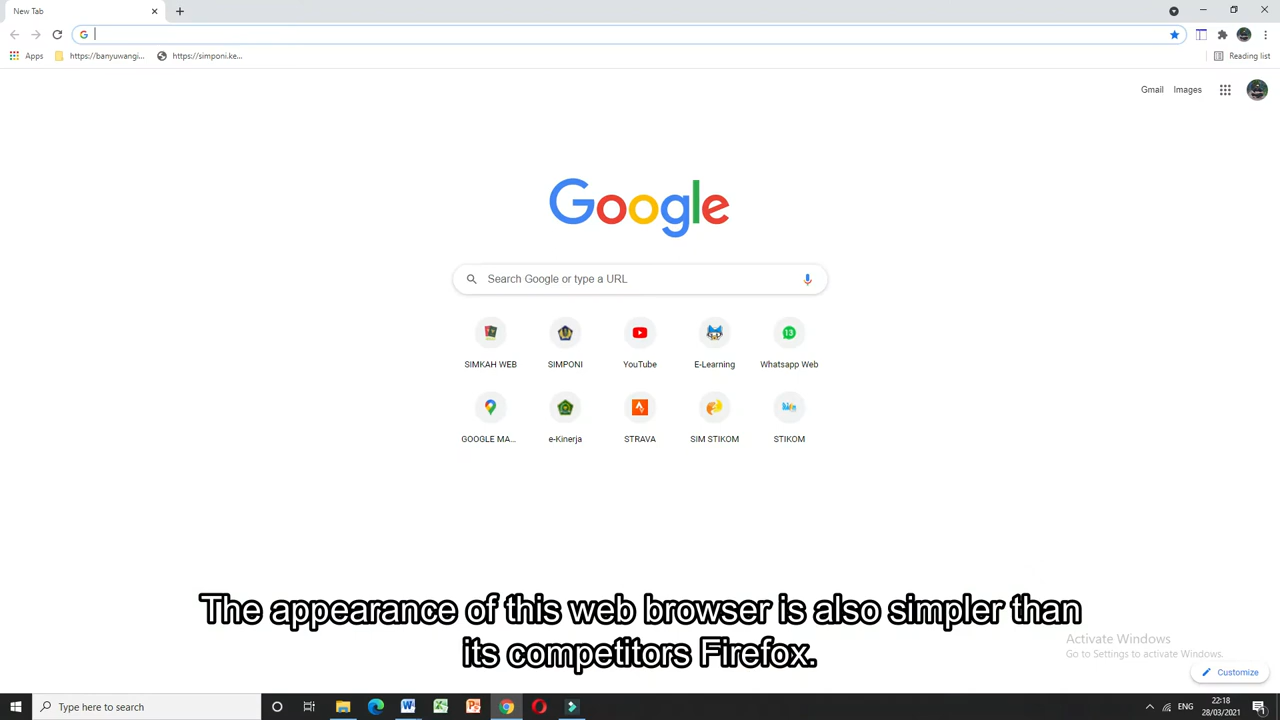 New Tab
Apps
https://banyuwangi...
https://simponi.ke...
Reading list
Gmail
Images
Google
Search Google or type a URL
13
SIMKAH WEB
SIMPONI
YouTube
E-Learning
Whatsapp Web
GOOGLE MA...
e-Kinerja
STRAVA
SIM STIKOM
STIKOM
The appearance of this web browser is also simpler than
its competitors Firefox.
Activate Windows
Go to Settings to activate Windows.
Customize
Type here to search
ENG
22:18
28/03/2021